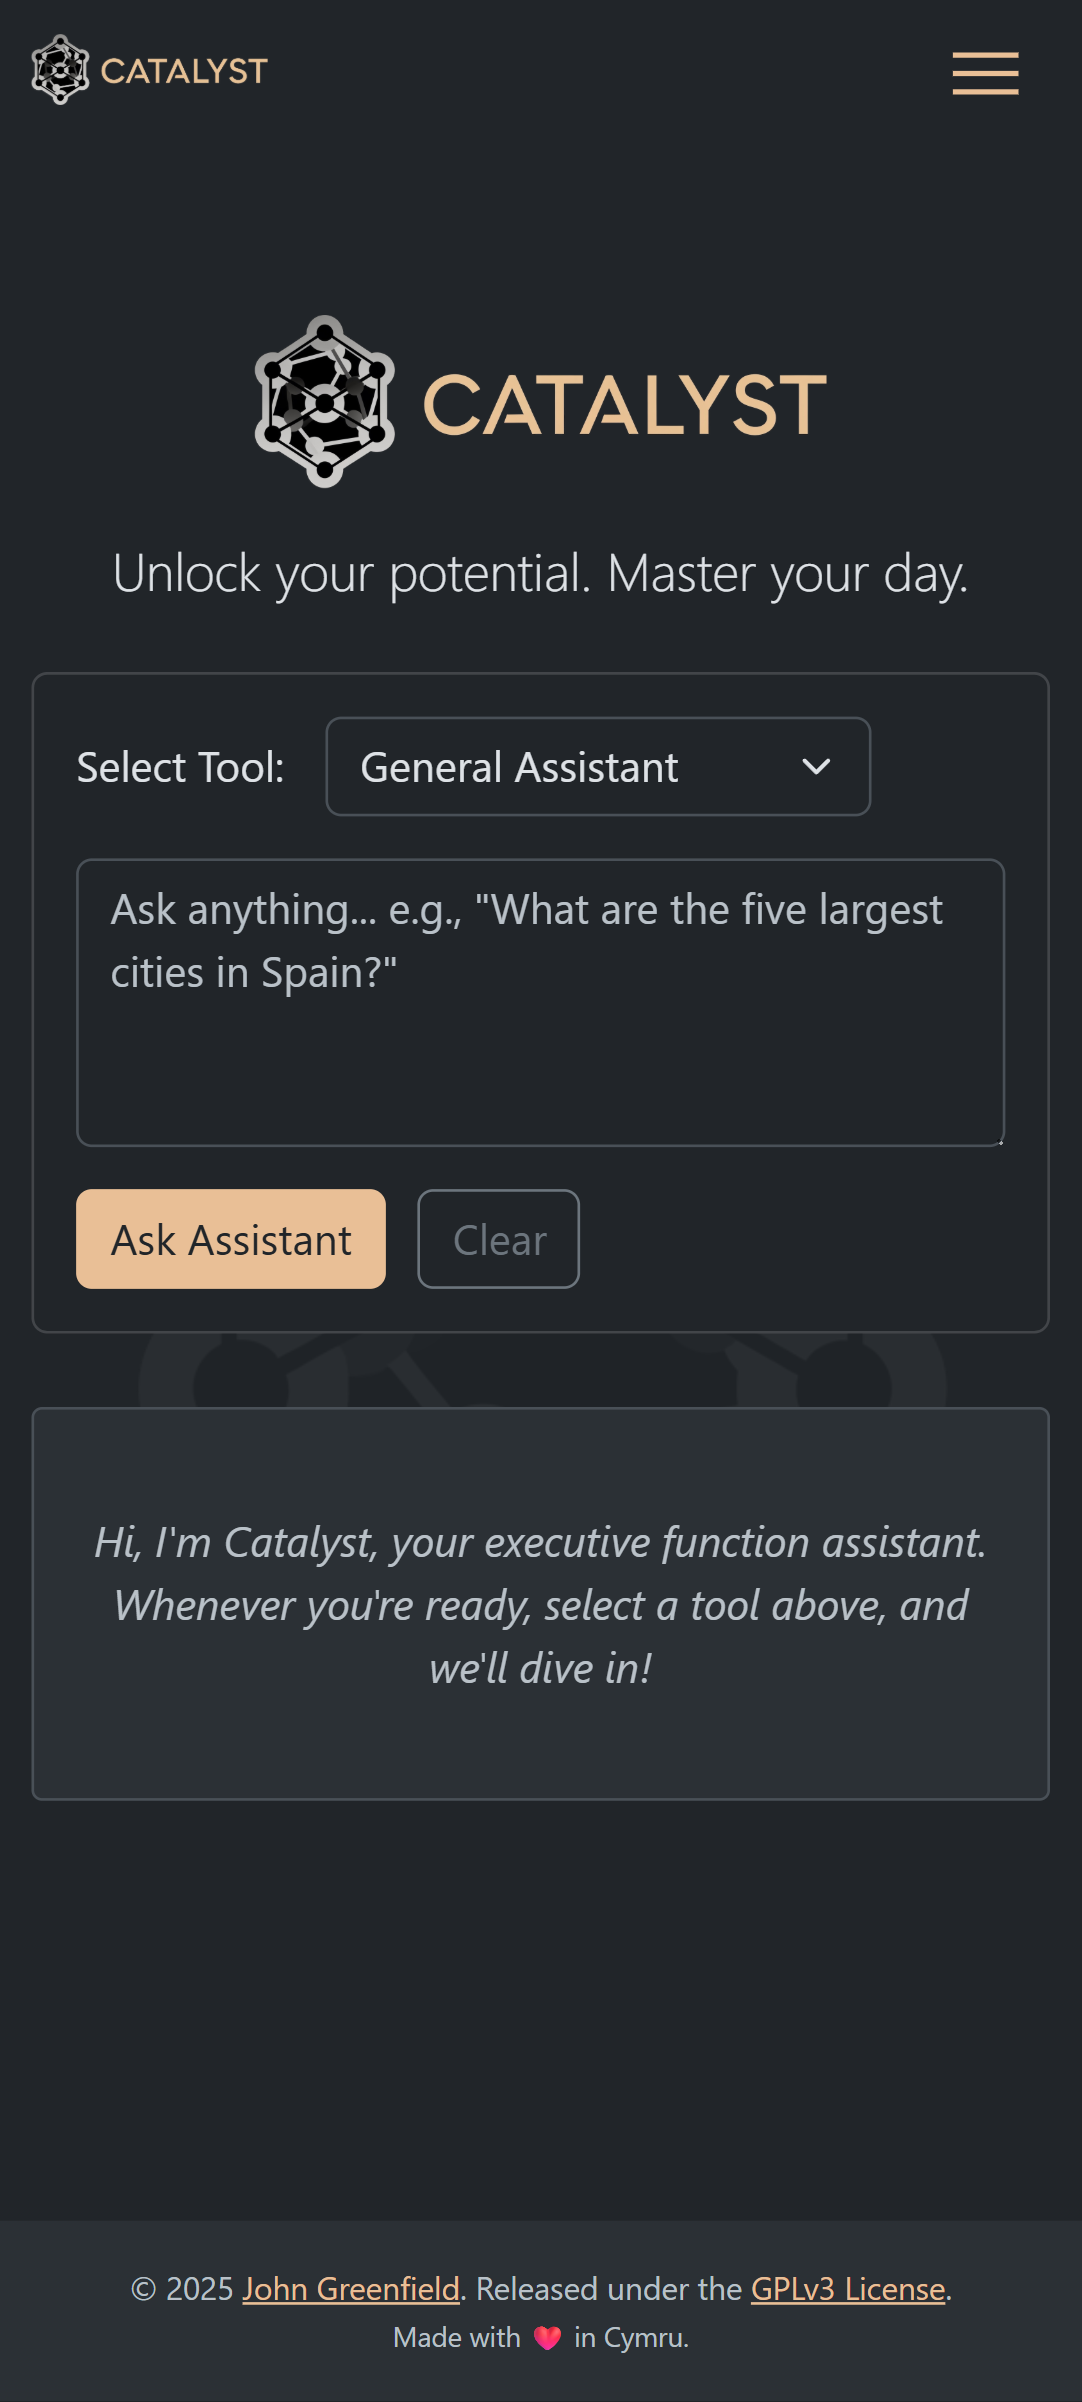 CATALYST
CATALYST
Unlock your potential. Master your day.
Select Tool:
General Assistant
Ask anything... e.g., "What are the five largest
cities in Spain?"
Ask Assistant
Clear
Hi, I'm Catalyst, your executive function assistant.
Whenever you're ready, select a tool above, and
we'll dive in!
© 2025 John Greenfield. Released under the GPLv3 License.
Made with ❤️ in Cymru.